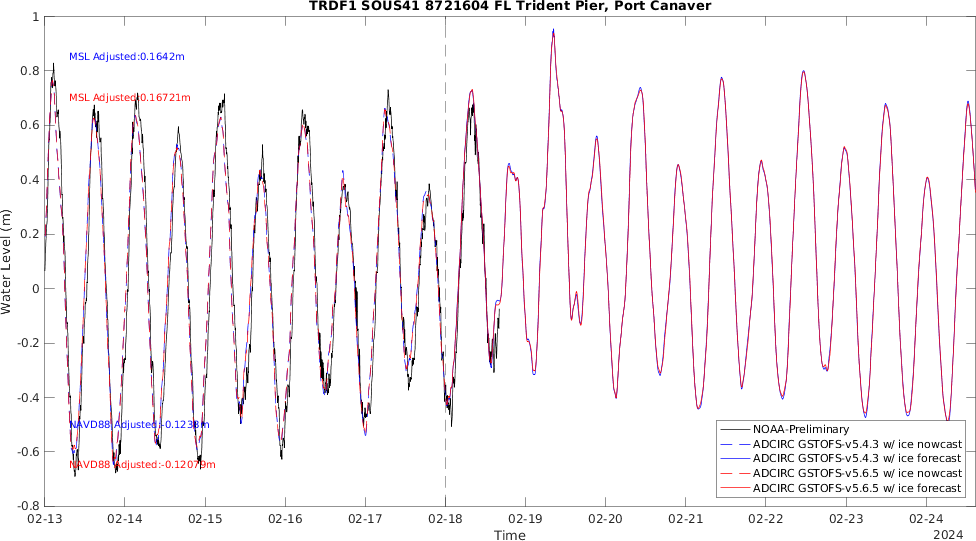 TRDF1 SOUS41 8721604 FL Trident Pier, Port Canaver
1
0.8
0.6
0.4
0.2
0
-0.2
-0.4
-0.6
-0.8
Water Level (m)
MSL Adjusted:0.1642m
MSL Adjusted:0.16721m
NAVD88 Adjusted:-0.1238m
NAVD88 Adjusted:-0.12079m
NOAA-Preliminary
ADCIRC GSTOFS-v5.4.3 w/ ice nowcast
ADCIRC GSTOFS-v5.4.3 w/ ice forecast
ADCIRC GSTOFS-v5.6.5 w/ ice nowcast
ADCIRC GSTOFS-v5.6.5 w/ ice forecast
02-13 02-14 02-15 02-16 02-17 02-18 02-19 02-20 02-21 02-22 02-23 02-24
Time
2024